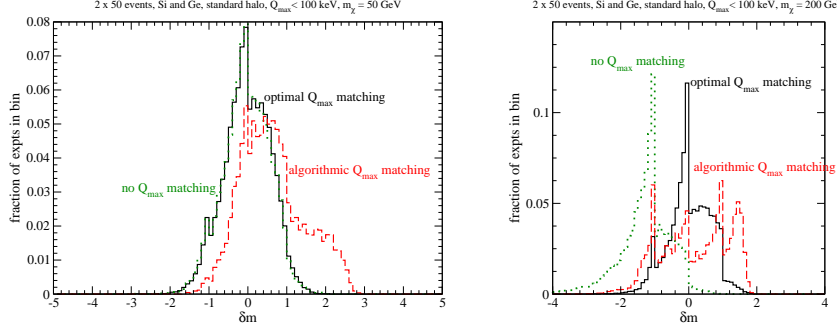 2 x 50 events, Si and Ge, standard halo, Qmax< 100 keV, mχ = 50 GeV
0.08
0.07
0.06
0.05
0.04
0.03
0.02
0.01
0
fraction of expts in bin
optimal Qmax matching
algorithmic Qmax matching
no Qmax matching
-5 -4 -3 -2 -1 0 1 2 3 4 5
δm
2 x 50 events, Si and Ge, standard halo, Qmax< 100 keV, mχ = 200 Ge
0.1
0.05
0
fraction of expts in bin
no Qmax matching
optimal Qmax matching
algorithmic Qmax matching
-4 -2 0 2 4
δm